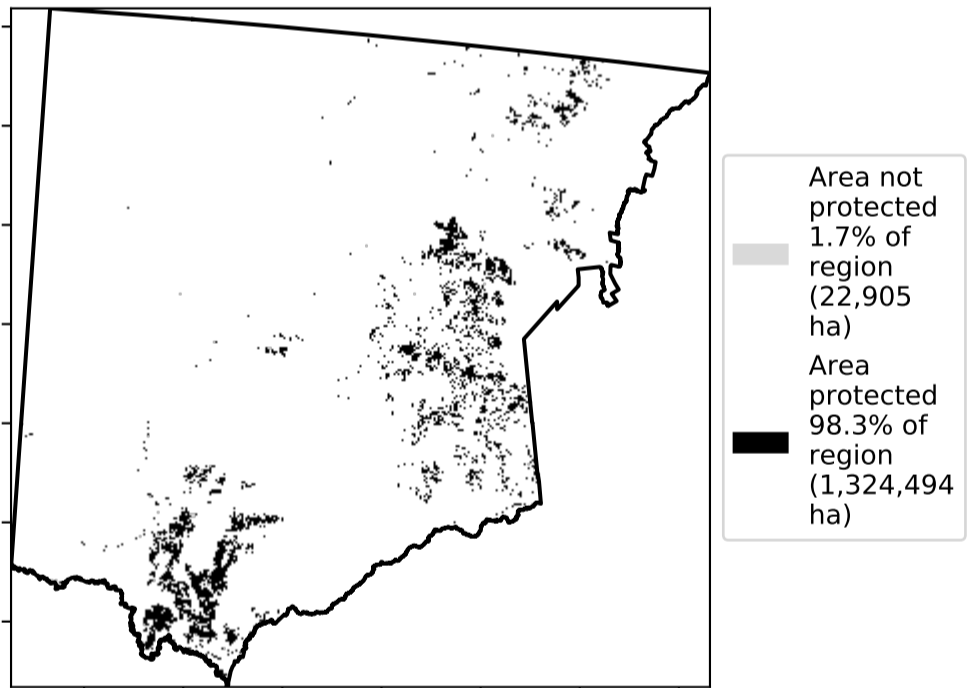 Area not
protected
1.7% of
region
(22,905
ha)
Area
protected
98.3% of
region
(1,324,494
ha)